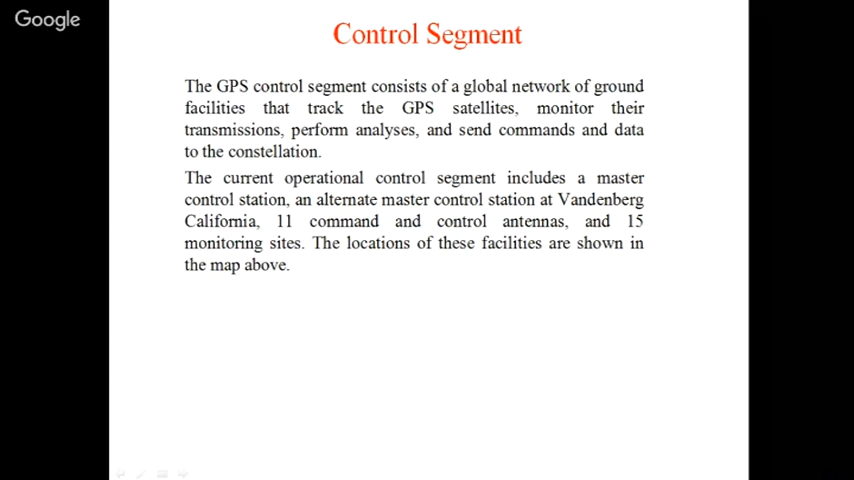 Google
Control Segment
The GPS control segment consists of a global network of ground
facilities that track the GPS satellites, monitor their
transmissions, perform analyses, and send commands and data
to the constellation.
The current operational control segment includes a master
control station, an alternate master control station at Vandenberg
California, 11 command and control antennas, and 15
monitoring sites. The locations of these facilities are shown in
the map above.